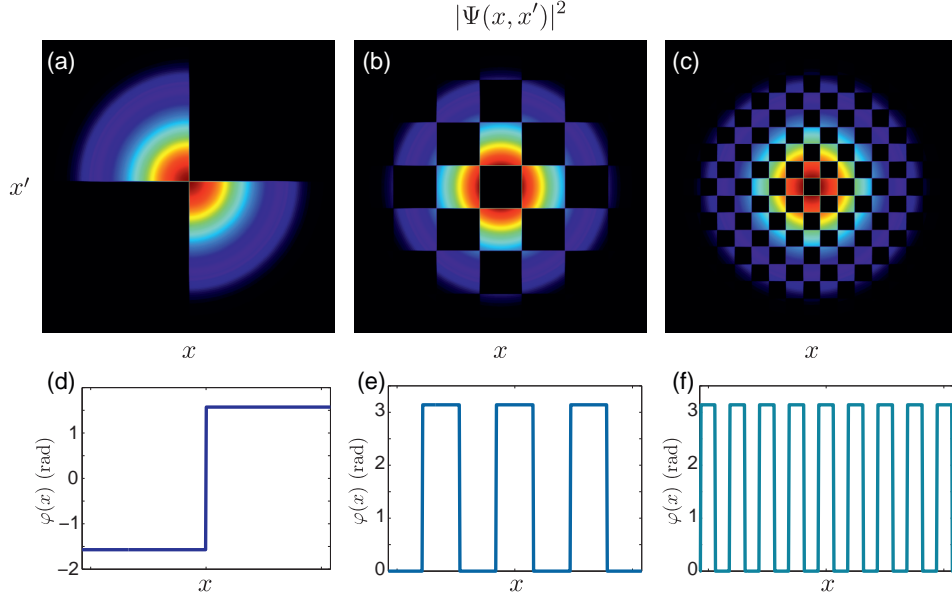 |Ψ(x, x′)|²
(a)
(b)
(c)
x′
x
x
x
(d)
(e)
(f)
φ(x) (rad)
1
0
−1
−2
x
φ(x) (rad)
3
2
1
0
x
φ(x) (rad)
3
2
1
0
x